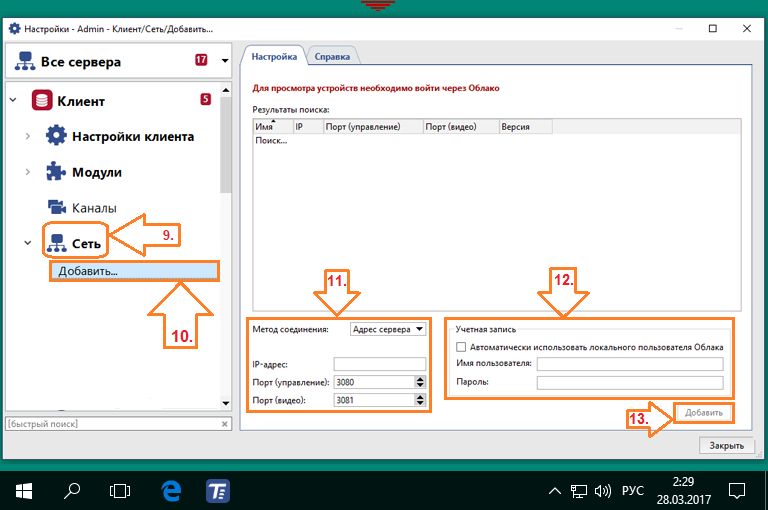 Настройки - Admin - Клиент/Сеть/Добавить...
Все сервера 17
Клиент 5
Настройки клиента
Модули
Каналы
Сеть
9.
Добавить...
10.
[быстрый поиск]
Настройка Справка
Для просмотра устройств необходимо войти через Облако
Результаты поиска:
Имя IP Порт (управление) Порт (видео) Версия
Поиск...
11.
12.
Метод соединения: Адрес сервера
IP-адрес:
Порт (управление): 3080
Порт (видео): 3081
Учетная запись
Автоматически использовать локального пользователя Облака
Имя пользователя:
Пароль:
13.
Добавить
Закрыть
РУС
2:29
28.03.2017